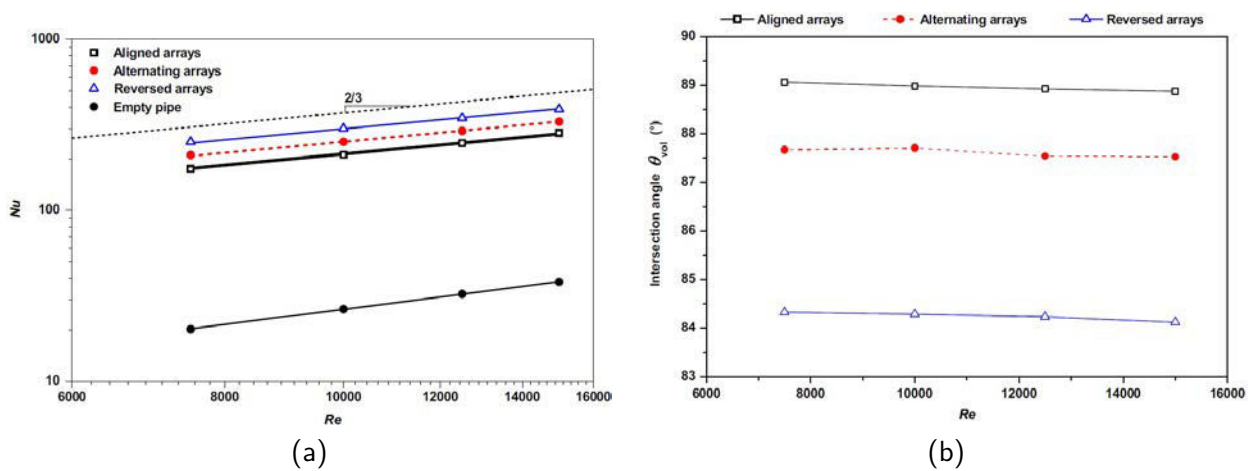 Aligned arrays
Alternating arrays
Reversed arrays
Empty pipe
2/3
1000
100
10
Nu
6000 8000 10000 12000 14000 16000
Re
(a)
Aligned arrays Alternating arrays Reversed arrays
90
89
88
87
86
85
84
83
Intersection angle θvol (°)
6000 8000 10000 12000 14000 16000
Re
(b)